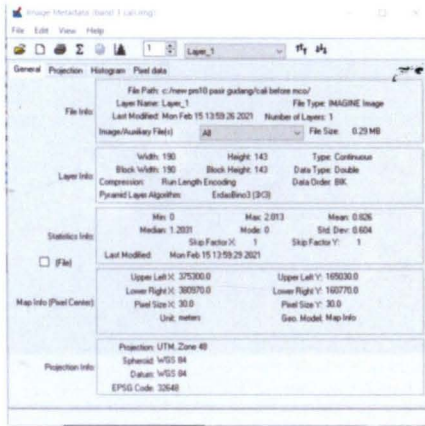 Image Metadata (band 1 cali.img)
File Edit View Help
1 Layer_1
General Projection Histogram Pixel data
File Info:
File Path: c:/new ps10 pasir gudang/cali before mco/
Layer Name: Layer_1 File Type: IMAGINE Image
Last Modified: Mon Feb 15 13:59:26 2021 Number of Layers: 1
Image/Auxiliary File(s) All File Size: 0.29 MB
Layer Info:
Width: 190 Height: 143 Type: Continuous
Block Width: 190 Block Height: 143 Data Type: Double
Compression: Run Length Encoding Data Order: BIK
Pyramid Layer Algorithm: ErdasBino3 (3X3)
Statistics Info:
Min: 0 Max: 2.013 Mean: 0.826
Median: 1.2031 Mode: 0 Std. Dev: 0.604
Skip Factor X: 1 Skip Factor Y: 1
Last Modified: Mon Feb 15 13:59:29 2021
(File)
Map Info (Pixel Center):
Upper Left X: 375300.0 Upper Left Y: 165030.0
Lower Right X: 380970.0 Lower Right Y: 160770.0
Pixel Size X: 30.0 Pixel Size Y: 30.0
Unit: meters Geo. Model: Map Info
Projection Info:
Projection: UTM, Zone 48
Spheroid: WGS 84
Datum: WGS 84
EPSG Code: 32648